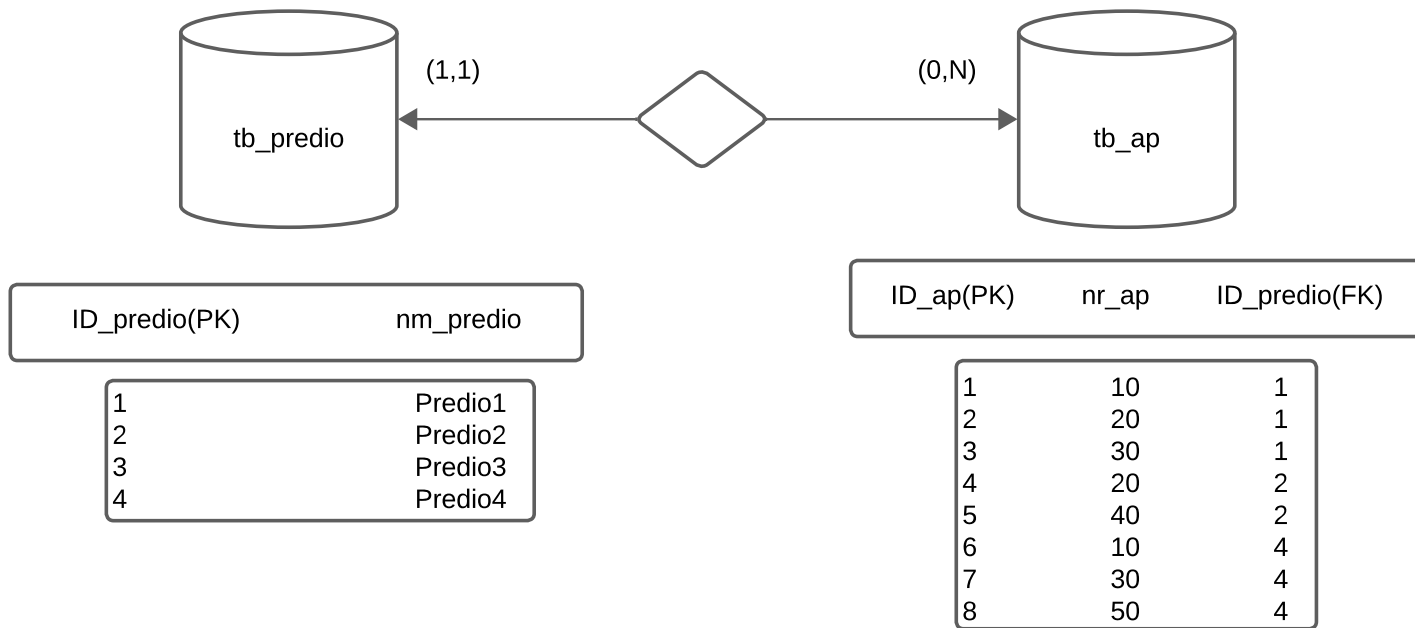 (1,1)
(0,N)
tb_predio
tb_ap
ID_predio(PK) nm_predio
1 Predio1
2 Predio2
3 Predio3
4 Predio4
ID_ap(PK) nr_ap ID_predio(FK)
1 10 1
2 20 1
3 30 1
4 20 2
5 40 2
6 10 4
7 30 4
8 50 4